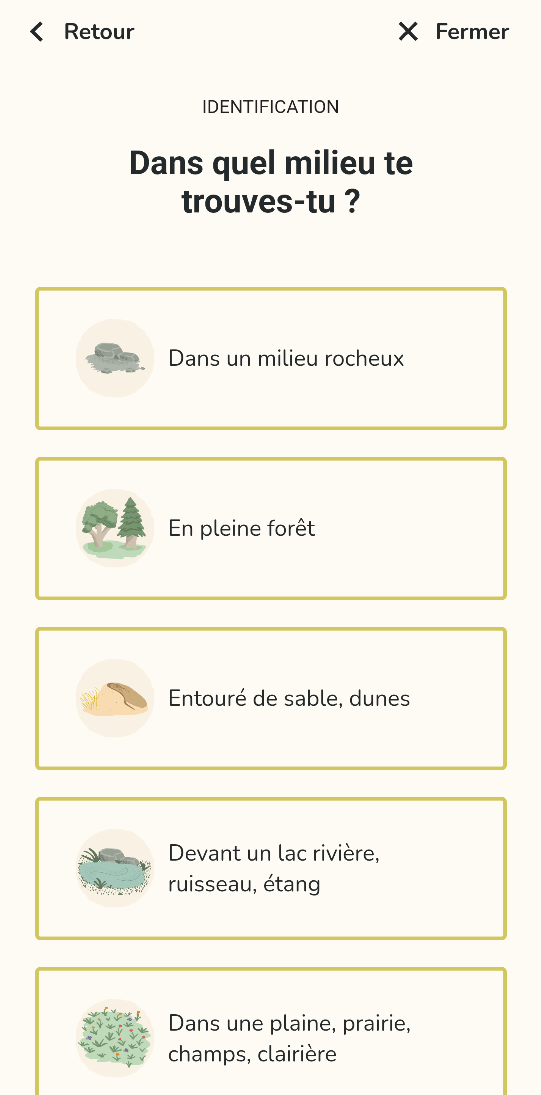 Retour
Fermer
IDENTIFICATION
Dans quel milieu te
trouves-tu ?
Dans un milieu rocheux
En pleine forêt
Entouré de sable, dunes
Devant un lac rivière,
ruisseau, étang
Dans une plaine, prairie,
champs, clairière